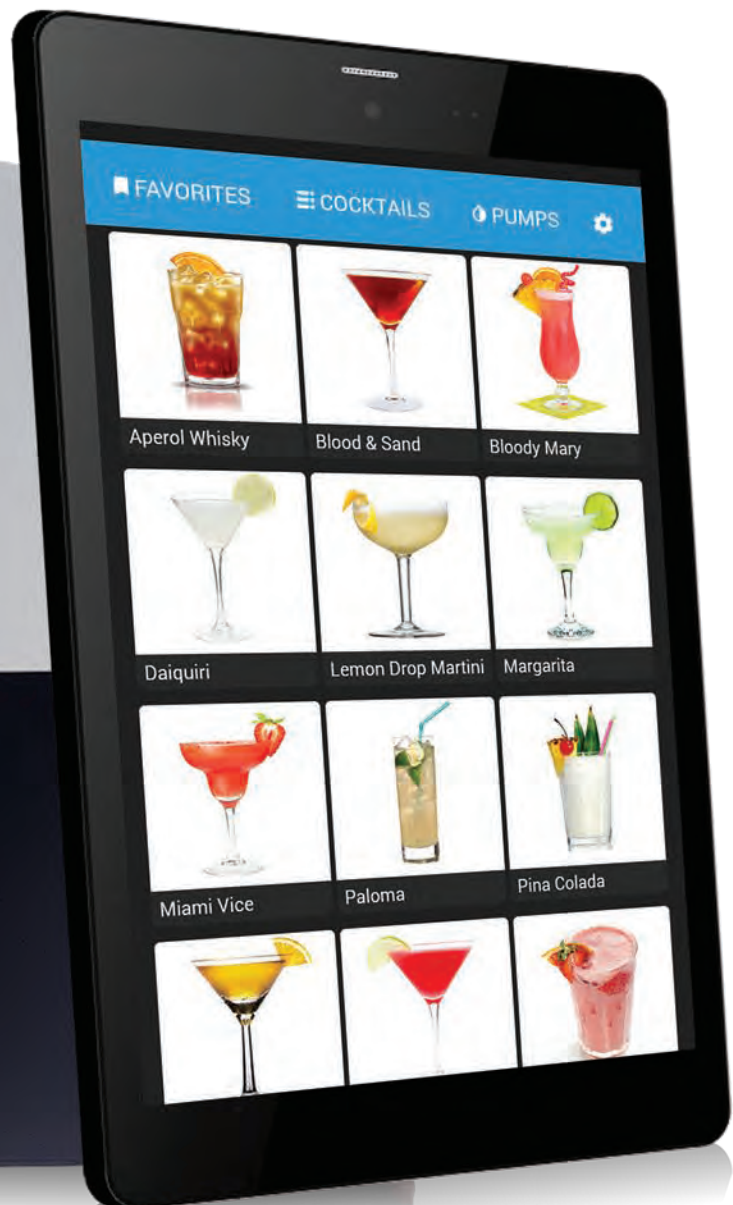 FAVORITES COCKTAILS PUMPS
Aperol Whisky Blood & Sand Bloody Mary
Daiquiri Lemon Drop Martini Margarita
Miami Vice Paloma Pina Colada